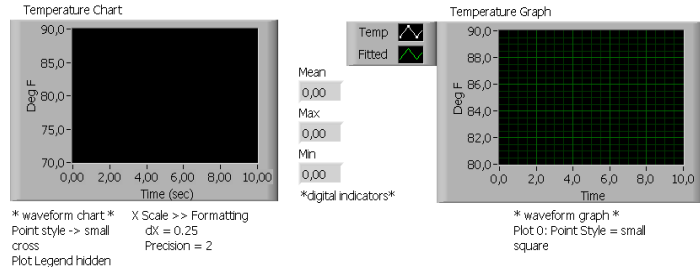 Temperature Chart
90,0
85,0
80,0
75,0
70,0
Deg F
0,00 2,00 4,00 6,00 8,00 10,00
Time (sec)
* waveform chart *
Point style -> small
cross
Plot Legend hidden
X Scale >> Formatting
dX = 0.25
Precision = 2
Mean
0,00
Max
0,00
Min
0,00
*digital indicators*
Temp
Fitted
Temperature Graph
90,0
88,0
86,0
84,0
82,0
80,0
Deg F
0,0 2,0 4,0 6,0 8,0 10,0
Time
* waveform graph *
Plot 0: Point Style = small
square